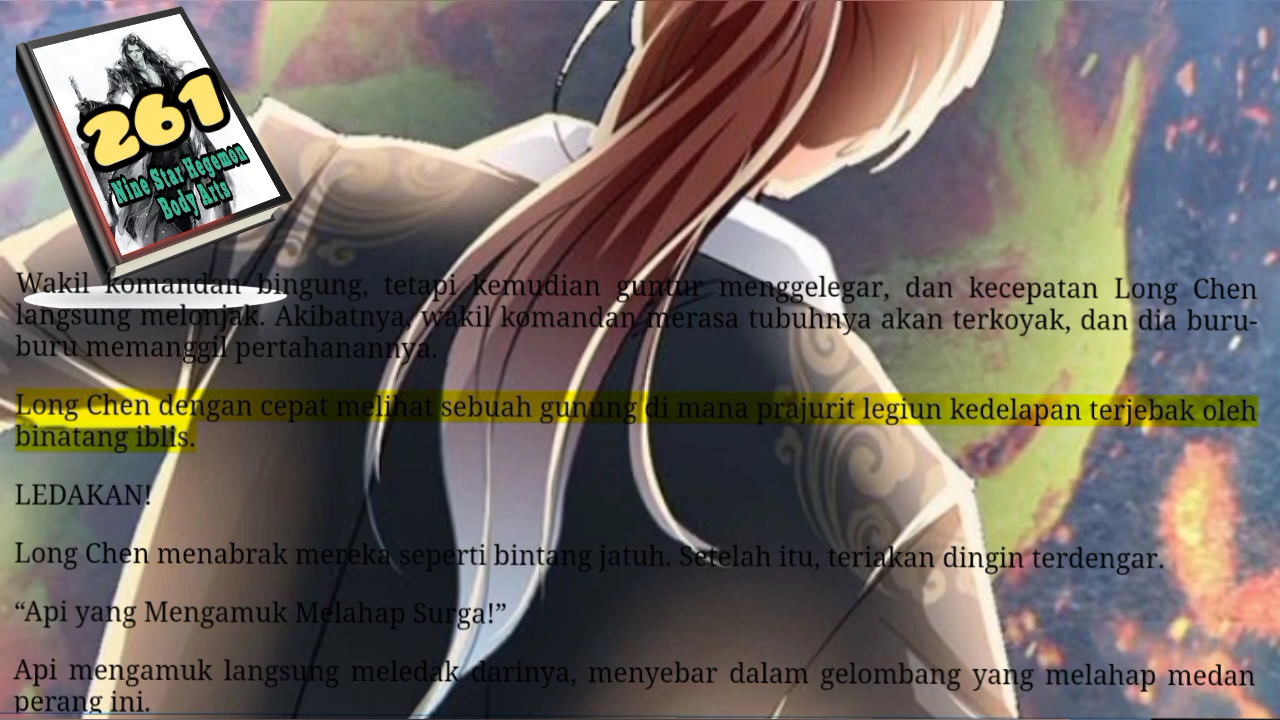 261
Nine Star Hegemon
Body Arts
Wakil komandan bingung, tetapi kemudian guntur menggelegar, dan kecepatan Long Chen
langsung melonjak. Akibatnya, wakil komandan merasa tubuhnya akan terkoyak, dan dia buru-
buru memanggil pertahanannya.
Long Chen dengan cepat melihat sebuah gunung di mana prajurit legiun kedelapan terjebak oleh
binatang iblis.
LEDAKAN!
Long Chen menabrak mereka seperti bintang jatuh. Setelah itu, teriakan dingin terdengar.
“Api yang Mengamuk Melahap Surga!”
Api mengamuk langsung meledak darinya, menyebar dalam gelombang yang melahap medan
perang ini.